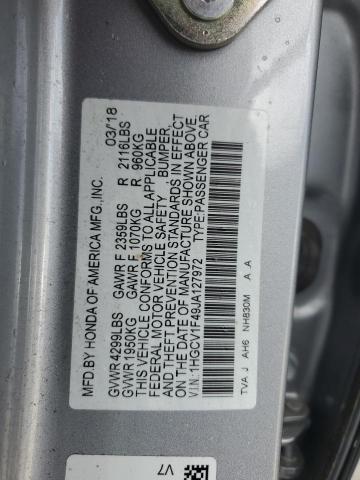 MFD.BY HONDA OF AMERICA MFG.,INC. 03/'18
GVWR 4299LBS GAWR F 2359LBS R 2116LBS
GVWR 1950KG GAWR F 1070KG R 960KG
THIS VEHICLE CONFORMS TO ALL APPLICABLE
FEDERAL MOTOR VEHICLE SAFETY , BUMPER,
AND THEFT PREVENTION STANDARDS IN EFFECT
ON THE DATE OF MANUFACTURE SHOWN ABOVE.
V.I.N.: 1HGCV1F49JA127972 TYPE:PASSENGER CAR
TVA J AH6 NH830M A .A
V7